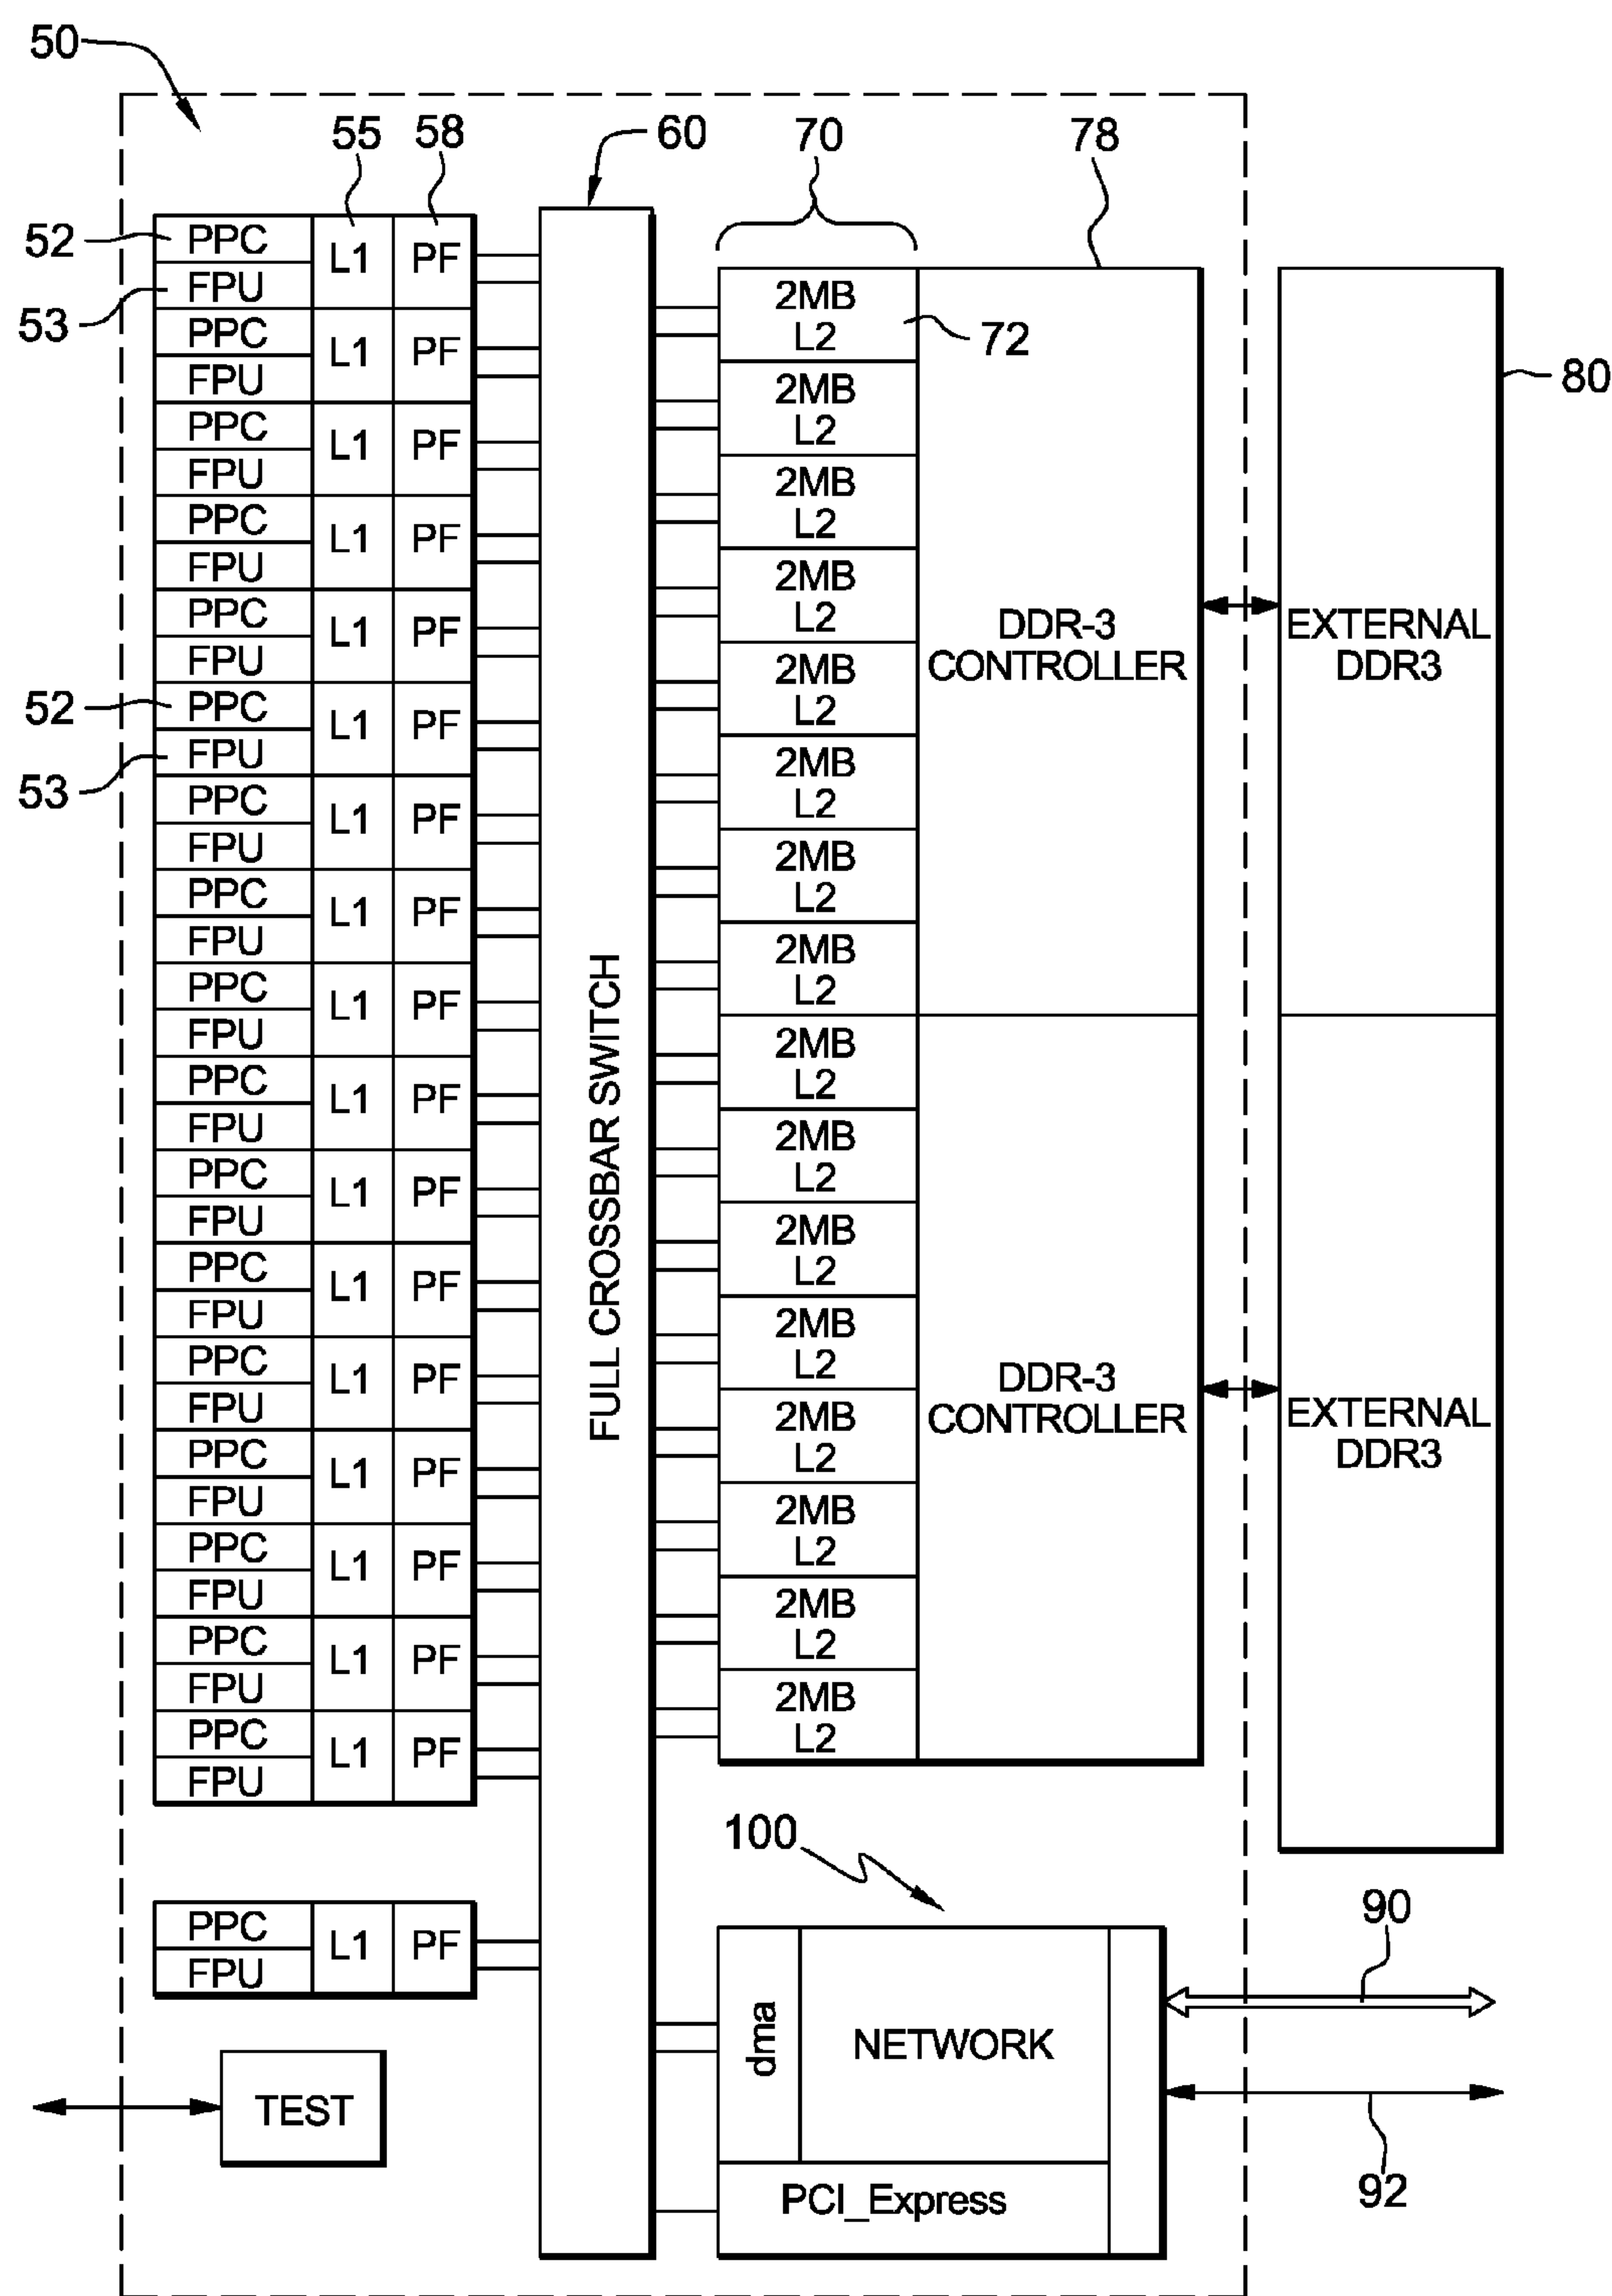 50
55
58
60
70
78
52
53
52
53
PPC
FPU
L1
PF
PPC
FPU
L1
PF
PPC
FPU
L1
PF
PPC
FPU
L1
PF
PPC
FPU
L1
PF
PPC
FPU
L1
PF
PPC
FPU
L1
PF
PPC
FPU
L1
PF
PPC
FPU
L1
PF
PPC
FPU
L1
PF
PPC
FPU
L1
PF
PPC
FPU
L1
PF
PPC
FPU
L1
PF
PPC
FPU
L1
PF
PPC
FPU
L1
PF
PPC
FPU
L1
PF
PPC
FPU
L1
PF
PPC
FPU
L1
PF
TEST
FULL CROSSBAR SWITCH
2MB
L2
72
2MB
L2
2MB
L2
2MB
L2
2MB
L2
2MB
L2
2MB
L2
2MB
L2
2MB
L2
2MB
L2
2MB
L2
2MB
L2
2MB
L2
2MB
L2
2MB
L2
2MB
L2
DDR-3
CONTROLLER
DDR-3
CONTROLLER
80
EXTERNAL
DDR3
EXTERNAL
DDR3
100
dma
NETWORK
PCI_Express
90
92